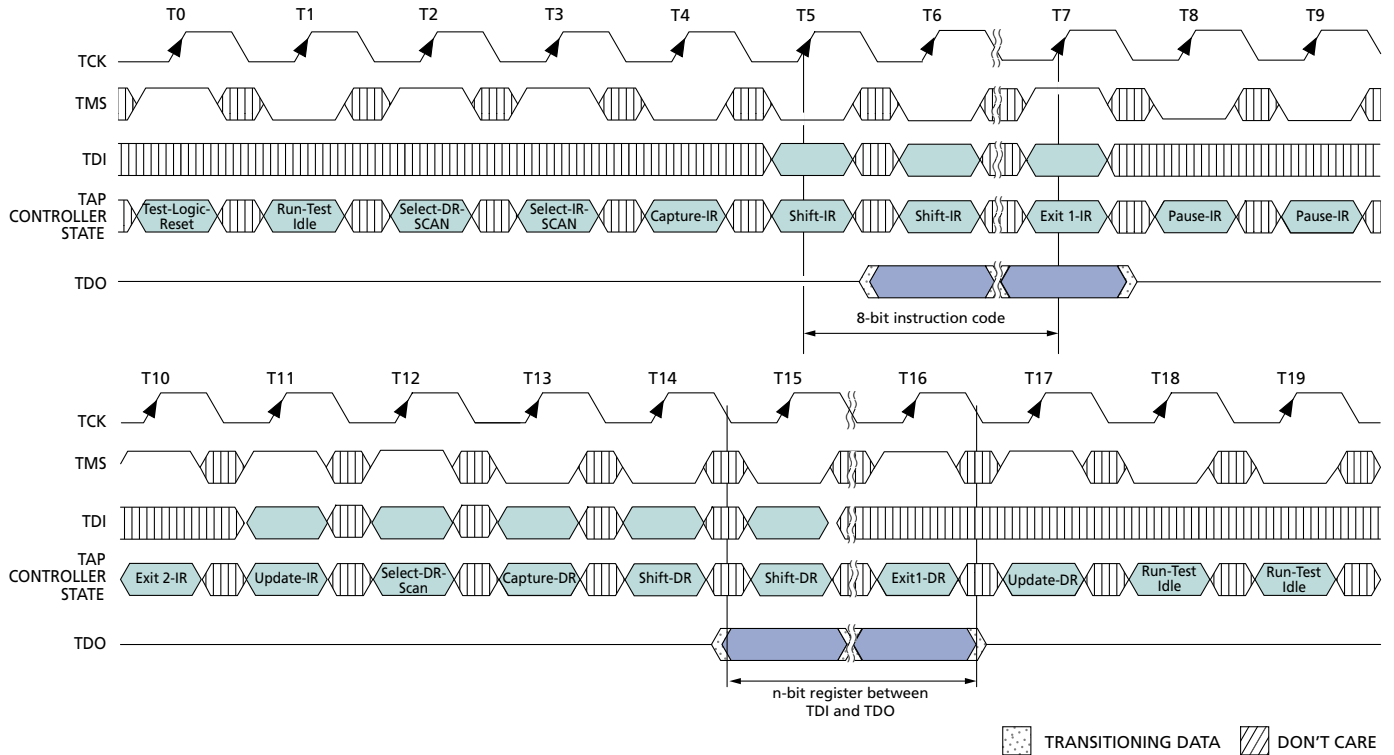 T0 T1 T2 T3 T4 T5 T6 T7 T8 T9
TCK
TMS
TDI
TAP
CONTROLLER
STATE
Test-Logic-
Reset
Run-Test
Idle
Select-DR-
SCAN
Select-IR-
SCAN
Capture-IR
Shift-IR
Shift-IR
Exit 1-IR
Pause-IR
Pause-IR
TDO
8-bit instruction code
T10 T11 T12 T13 T14 T15 T16 T17 T18 T19
TCK
TMS
TDI
TAP
CONTROLLER
STATE
Exit 2-IR
Update-IR
Select-DR-
Scan
Capture-DR
Shift-DR
Shift-DR
Exit1-DR
Update-DR
Run-Test
Idle
Run-Test
Idle
TDO
n-bit register between
TDI and TDO
TRANSITIONING DATA
DON'T CARE